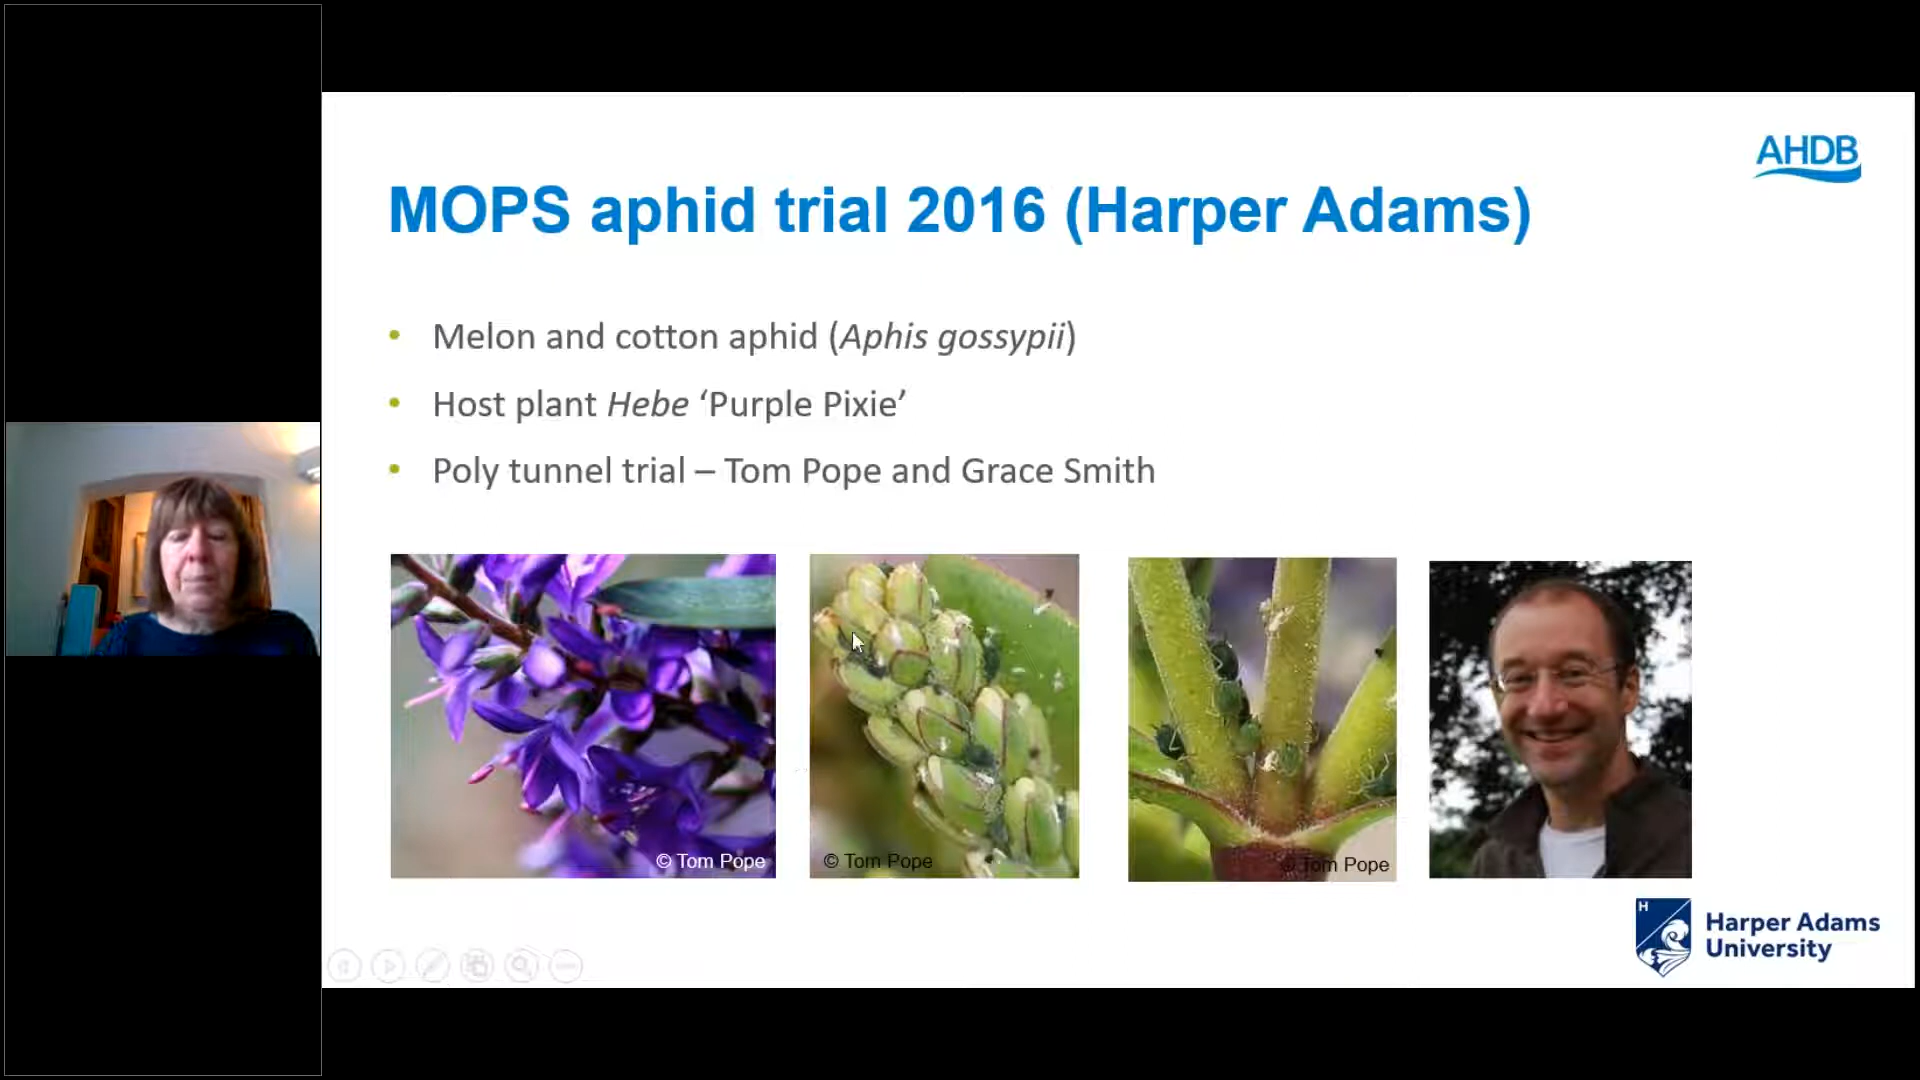 AHDB
MOPS aphid trial 2016 (Harper Adams)
• Melon and cotton aphid (Aphis gossypii)
• Host plant Hebe ‘Purple Pixie’
• Poly tunnel trial – Tom Pope and Grace Smith
© Tom Pope
© Tom Pope
© Tom Pope
H
Harper Adams
University